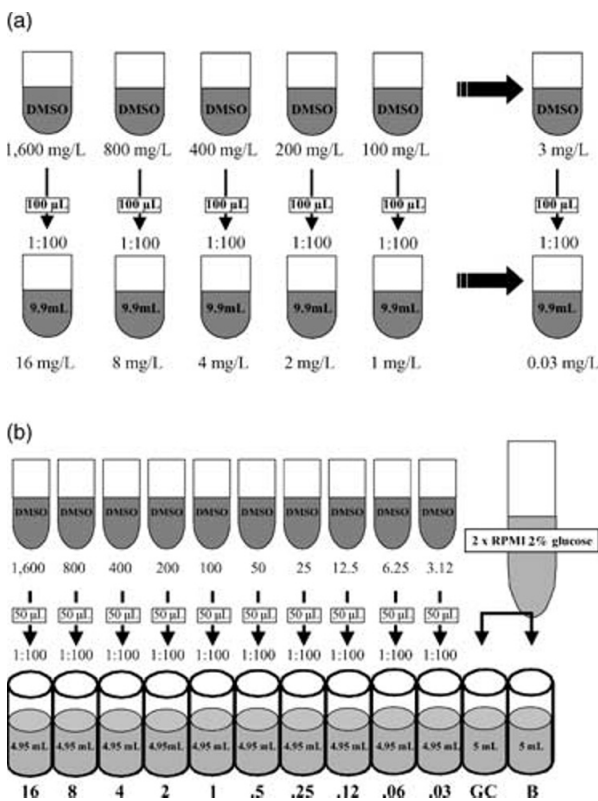 (a)
DMSO DMSO DMSO DMSO DMSO DMSO
1,600 mg/L 800 mg/L 400 mg/L 200 mg/L 100 mg/L 3 mg/L
100 µL 100 µL 100 µL 100 µL 100 µL 100 µL
1:100 1:100 1:100 1:100 1:100 1:100
9.9mL 9.9mL 9.9mL 9.9mL 9.9mL 9.9mL
16 mg/L 8 mg/L 4 mg/L 2 mg/L 1 mg/L 0.03 mg/L
(b)
DMSO DMSO DMSO DMSO DMSO DMSO DMSO DMSO DMSO DMSO
2 x RPMI 2% glucose
1,600 800 400 200 100 50 25 12.5 6.25 3.12
50 µL 50 µL 50 µL 50 µL 50 µL 50 µL 50 µL 50 µL 50 µL 50 µL
1:100 1:100 1:100 1:100 1:100 1:100 1:100 1:100 1:100 1:100
4.95 mL 4.95 mL 4.95 mL 4.95mL 4.95 mL 4.95 mL 4.95 mL 4.95 mL 4.95 mL 4.95 mL 5 mL 5 mL
16 8 4 2 1 .5 .25 .12 .06 .03 GC B